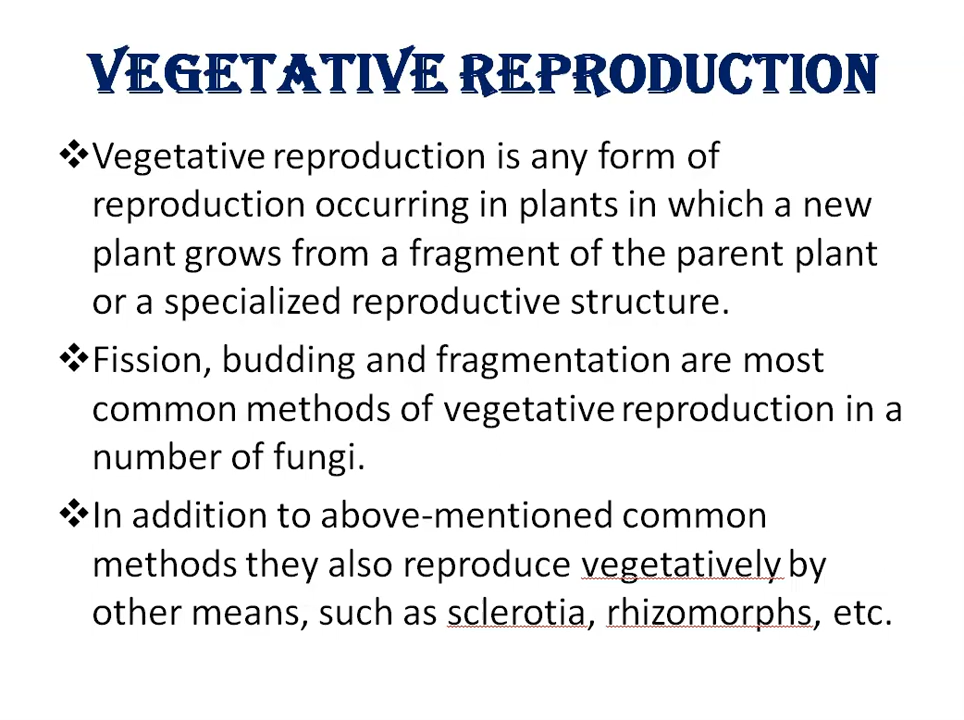 VEGETATIVE REPRODUCTION
❖Vegetative reproduction is any form of
reproduction occurring in plants in which a new
plant grows from a fragment of the parent plant
or a specialized reproductive structure.
❖Fission, budding and fragmentation are most
common methods of vegetative reproduction in a
number of fungi.
❖In addition to above-mentioned common
methods they also reproduce vegetatively by
other means, such as sclerotia, rhizomorphs, etc.